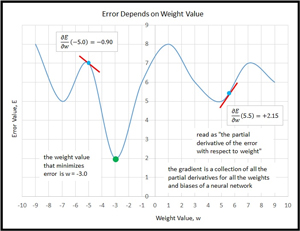 Error Depends on Weight Value
∂E/∂w (−5.0) = −0.90
∂E/∂w (5.5) = +2.15
read as "the partial
derivative of the error
with respect to weight"
the weight value
that minimizes
error is w = -3.0
the gradient is a collection of all the
partial derivatives for all the weights
and biases of a neural network
Error Value, E
9
8
7
6
5
4
3
2
1
0
-10 -9 -8 -7 -6 -5 -4 -3 -2 -1 0 1 2 3 4 5 6 7 8 9 10
Weight Value, w